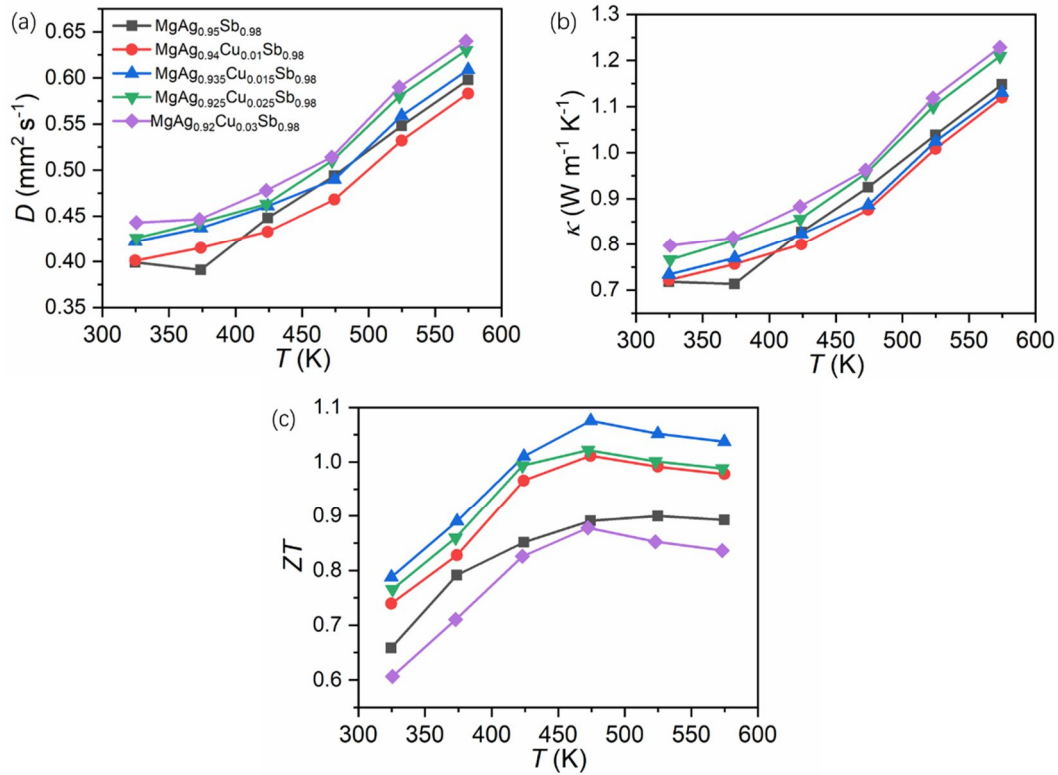 (a)
0.65
0.60
0.55
0.50
0.45
0.40
0.35
D (mm² s⁻¹)
MgAg₀.₉₅Sb₀.₉₈
MgAg₀.₉₄Cu₀.₀₁Sb₀.₉₈
MgAg₀.₉₃₅Cu₀.₀₁₅Sb₀.₉₈
MgAg₀.₉₂₅Cu₀.₀₂₅Sb₀.₉₈
MgAg₀.₉₂Cu₀.₀₃Sb₀.₉₈
300 350 400 450 500 550 600
T (K)
(b)
1.3
1.2
1.1
1.0
0.9
0.8
0.7
κ (W m⁻¹ K⁻¹)
300 350 400 450 500 550 600
T (K)
(c)
1.1
1.0
0.9
0.8
0.7
0.6
ZT
300 350 400 450 500 550 600
T (K)